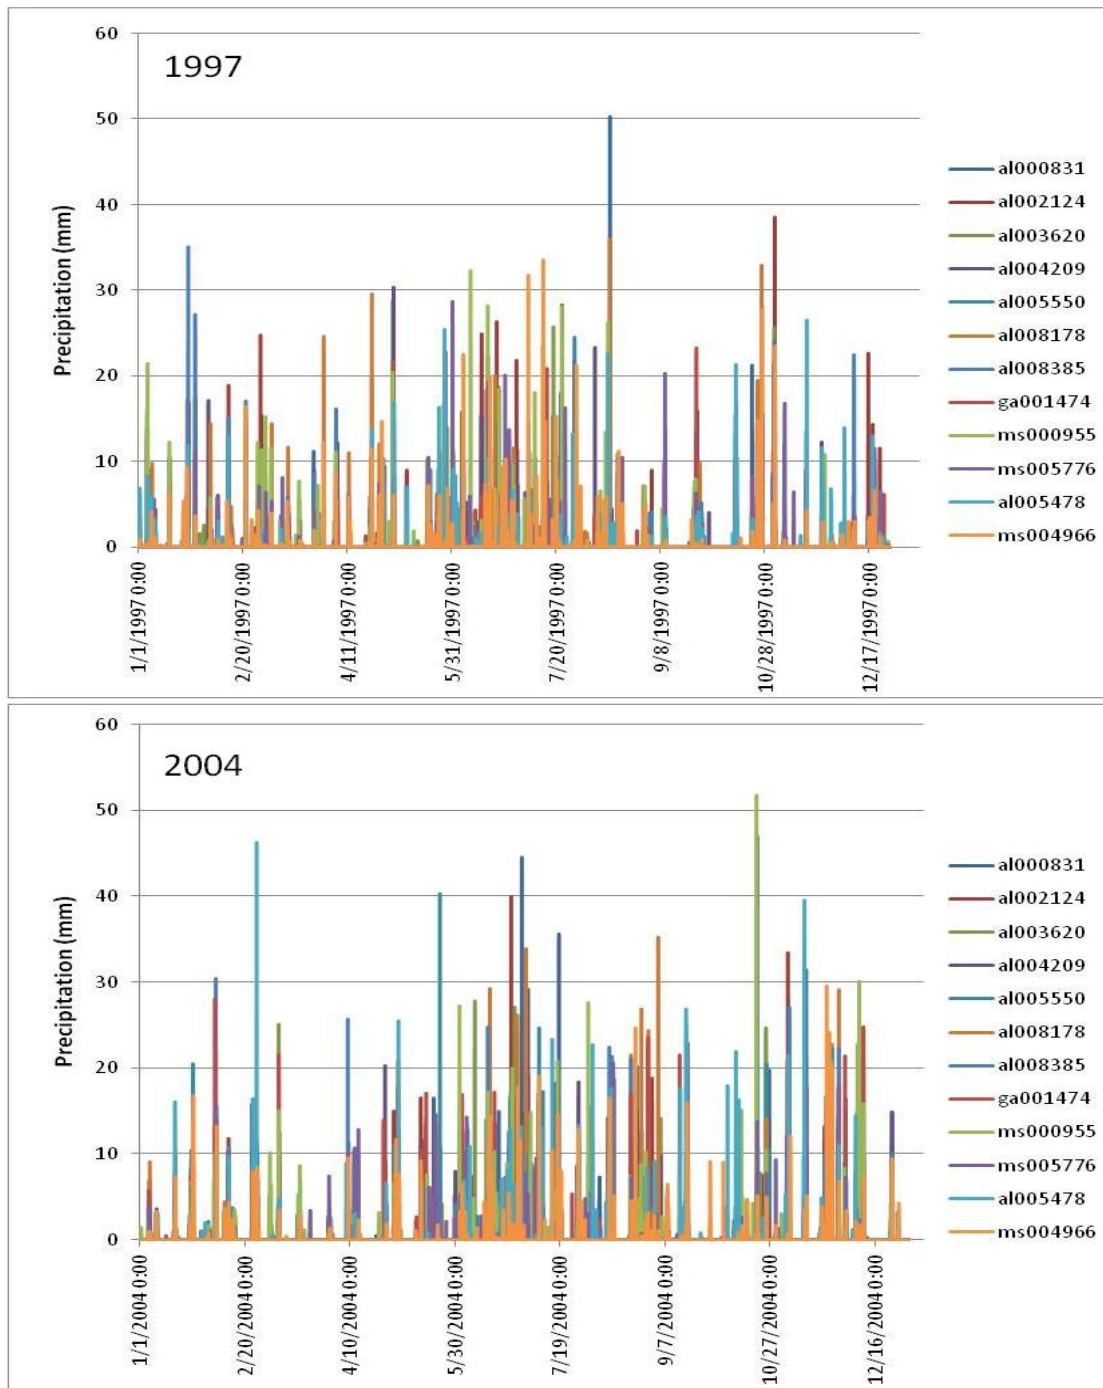 1997
Precipitation (mm)
60
50
40
30
20
10
0
1/1/1997 0:00
2/20/1997 0:00
4/11/1997 0:00
5/31/1997 0:00
7/20/1997 0:00
9/8/1997 0:00
10/28/1997 0:00
12/17/1997 0:00
al000831
al002124
al003620
al004209
al005550
al008178
al008385
ga001474
ms000955
ms005776
al005478
ms004966
2004
Precipitation (mm)
60
50
40
30
20
10
0
1/1/2004 0:00
2/20/2004 0:00
4/10/2004 0:00
5/30/2004 0:00
7/19/2004 0:00
9/7/2004 0:00
10/27/2004 0:00
12/16/2004 0:00
al000831
al002124
al003620
al004209
al005550
al008178
al008385
ga001474
ms000955
ms005776
al005478
ms004966